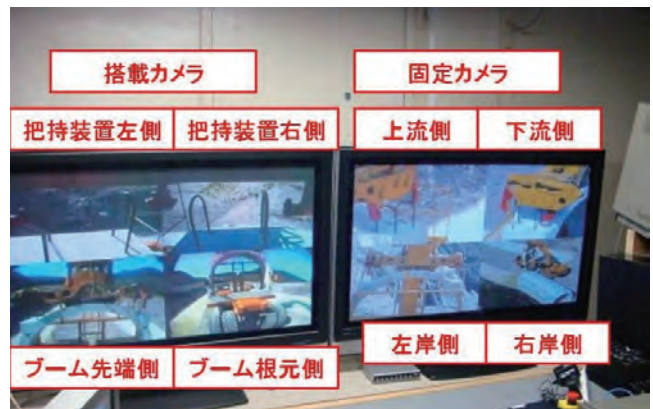 搭載カメラ
固定カメラ
把持装置左側
把持装置右側
上流側
下流側
ブーム先端側
ブーム根元側
左岸側
右岸側